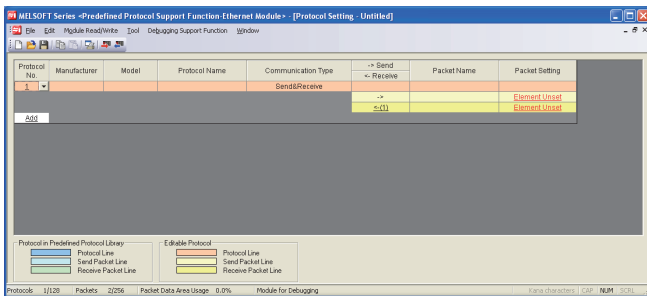 MELSOFT Series <Predefined Protocol Support Function-Ethernet Module> - [Protocol Setting - Untitled]
File Edit Module Read/Write Tool Debugging Support Function Window
Protocol No. Manufacturer Model Protocol Name Communication Type -> Send <- Receive Packet Name Packet Setting
1 Send&Receive
-> Element Unset
<-(1) Element Unset
Add
Protocol in Predefined Protocol Library Editable Protocol
Protocol Line Protocol Line
Send Packet Line Send Packet Line
Receive Packet Line Receive Packet Line
Protocols 1/128 Packets 2/256 Packet Data Area Usage 0.0% Module for Debugging Kana characters CAP NUM SCRL